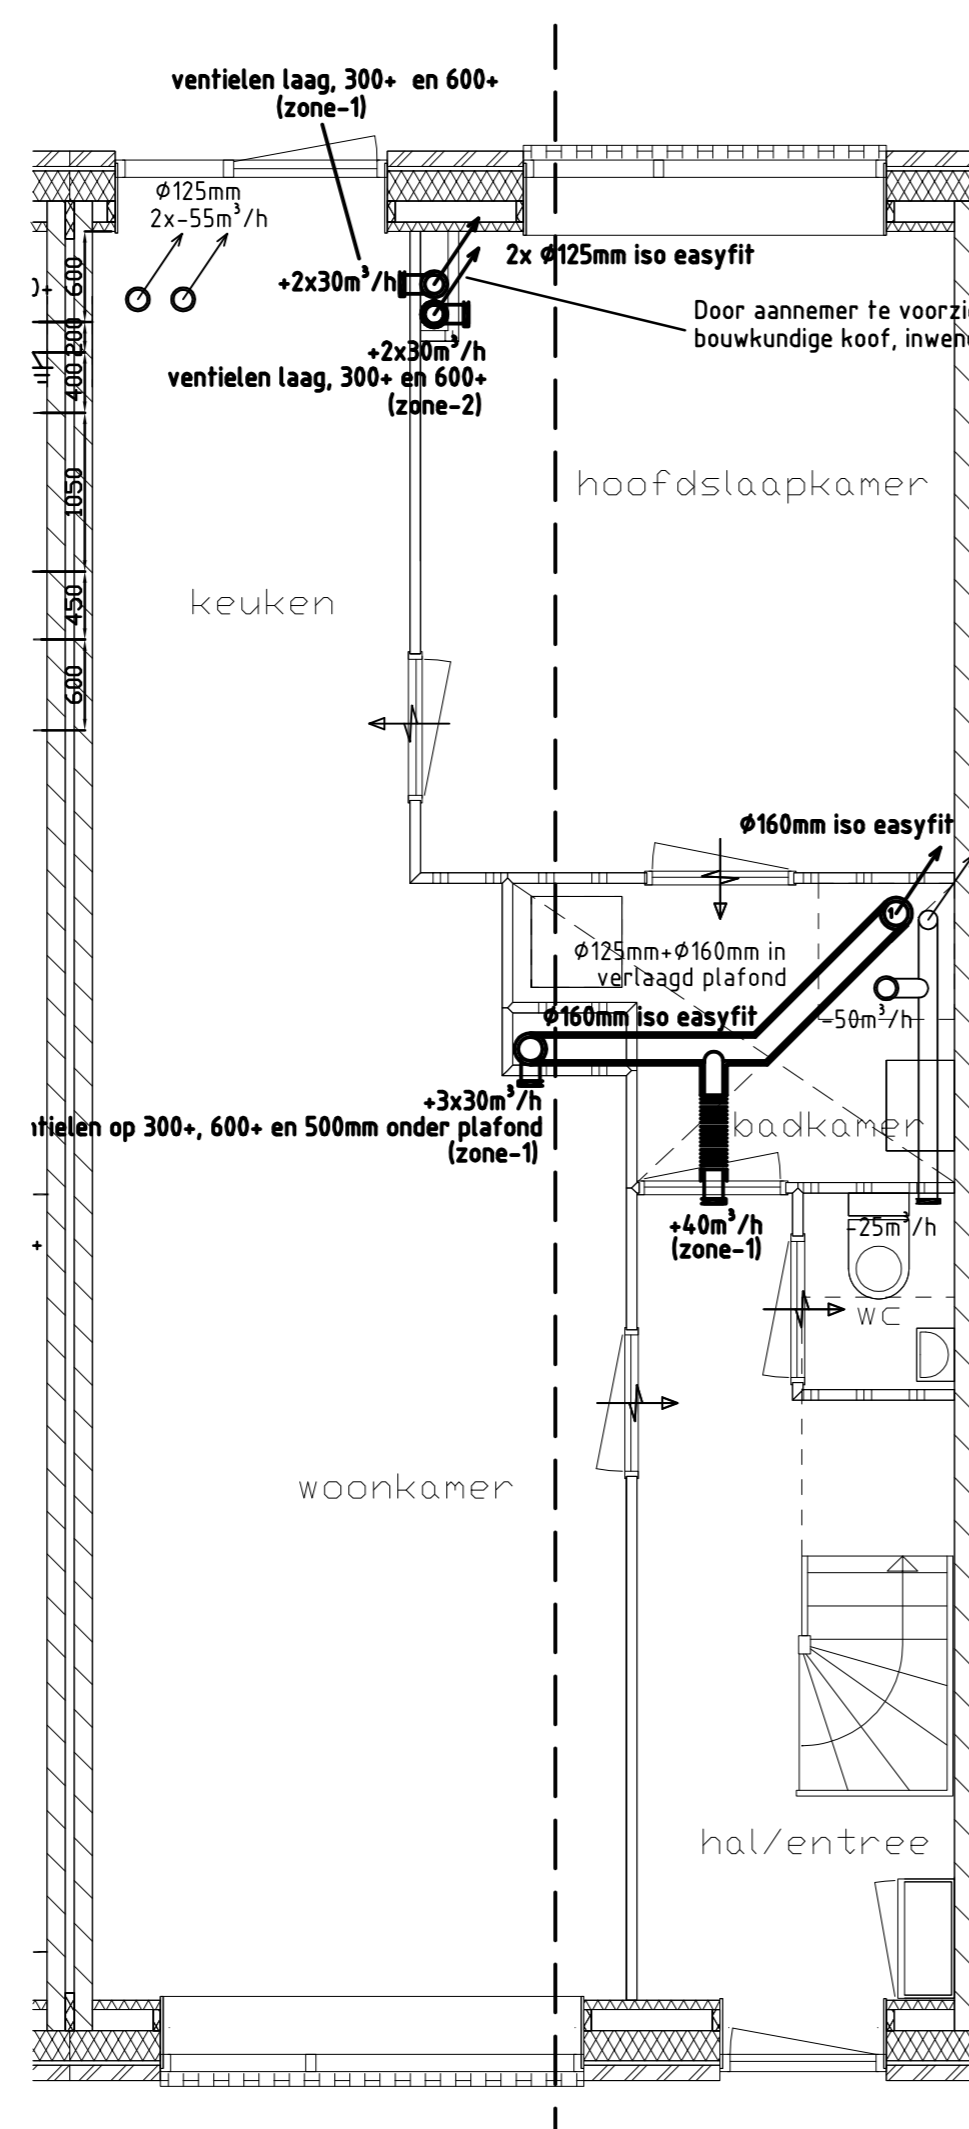 ventielen laag, 300+ en 600+
(zone-1)
Ø125mm
2x-55m³/h
2x Ø125mm iso easyfit
+2x30m³/h
Door aannemer te
bouwkundige koof,
+2x30m³/h
ventielen laag, 300+ en 600+
(zone-2)
600
200
400
1050
450
600
hoofdslaapkamer
keuken
Ø160mm iso easyfit
1
Ø125mm+Ø160mm in
verlaagd plafond
Ø160mm iso easyfit
-50m³/h
+3x30m³/h
op 300+, 600+ en 500mm onder plafond
(zone-1)
badkamer
+40m³/h
(zone-1)
-25m³/h
WC
woonkamer
hal/entree